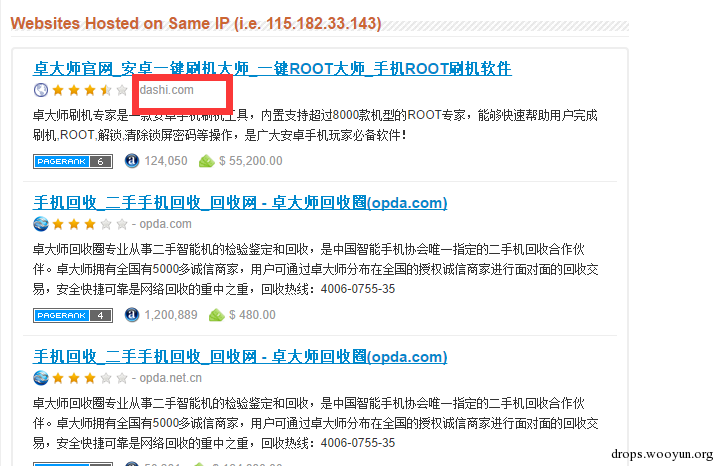 Websites Hosted on Same IP (i.e. 115.182.33.143)
卓大师官网_安卓一键刷机大师_一键ROOT大师_手机ROOT刷机软件
- dashi.com
卓大师刷机专家是一款安卓手机刷机工具，内置支持超过8000款机型的ROOT专家，能够快速帮助用户完成
刷机,ROOT,解锁,清除锁屏密码等操作，是广大安卓手机玩家必备软件！
PAGERANK 6 a 124,050 $ 55,200.00
手机回收_二手手机回收_回收网 - 卓大师回收圈(opda.com)
- opda.com
卓大师回收圈专业从事二手智能机的检验鉴定和回收，是中国智能手机协会唯一指定的二手机回收合作伙
伴。卓大师拥有全国有5000多诚信商家，用户可通过卓大师分布在全国的授权诚信商家进行面对面的回收交
易，安全快捷可靠是网络回收的重中之重，回收热线：4006-0755-35
PAGERANK 4 a 1,200,889 $ 480.00
手机回收_二手手机回收_回收网 - 卓大师回收圈(opda.com)
- opda.net.cn
卓大师回收圈专业从事二手智能机的检验鉴定和回收，是中国智能手机协会唯一指定的二手机回收合作伙
伴。卓大师拥有全国有5000多诚信商家，用户可通过卓大师分布在全国的授权诚信商家进行面对面的回收交
易，安全快捷可靠是网络回收的重中之重，回收热线：4006-0755-35
drops.wooyun.org